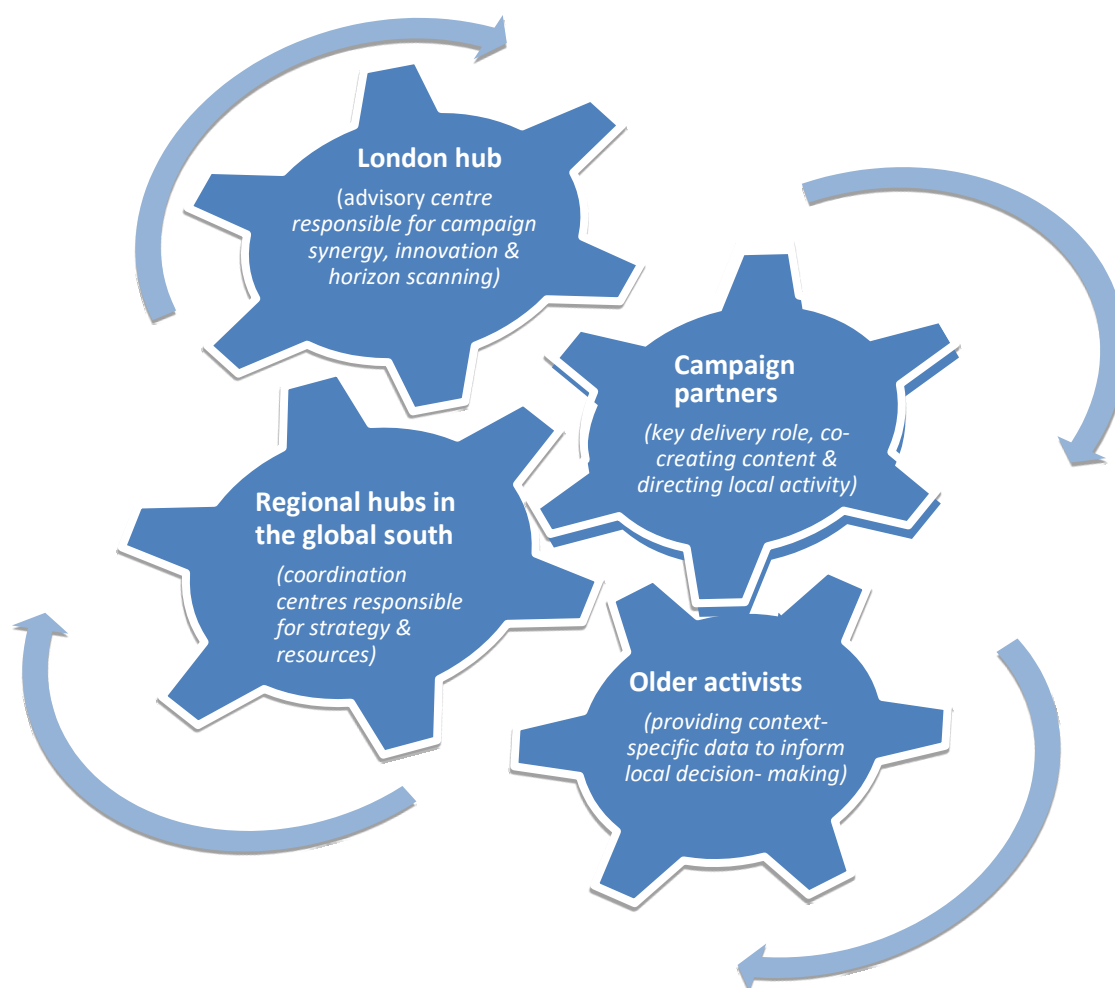 London hub
(advisory centre
responsible for campaign
synergy, innovation &
horizon scanning)
Campaign
partners
(key delivery role, co-
creating content &
directing local activity)
Regional hubs in
the global south
(coordination
centres responsible
for strategy &
resources)
Older activists
(providing context-
specific data to inform
local decision- making)